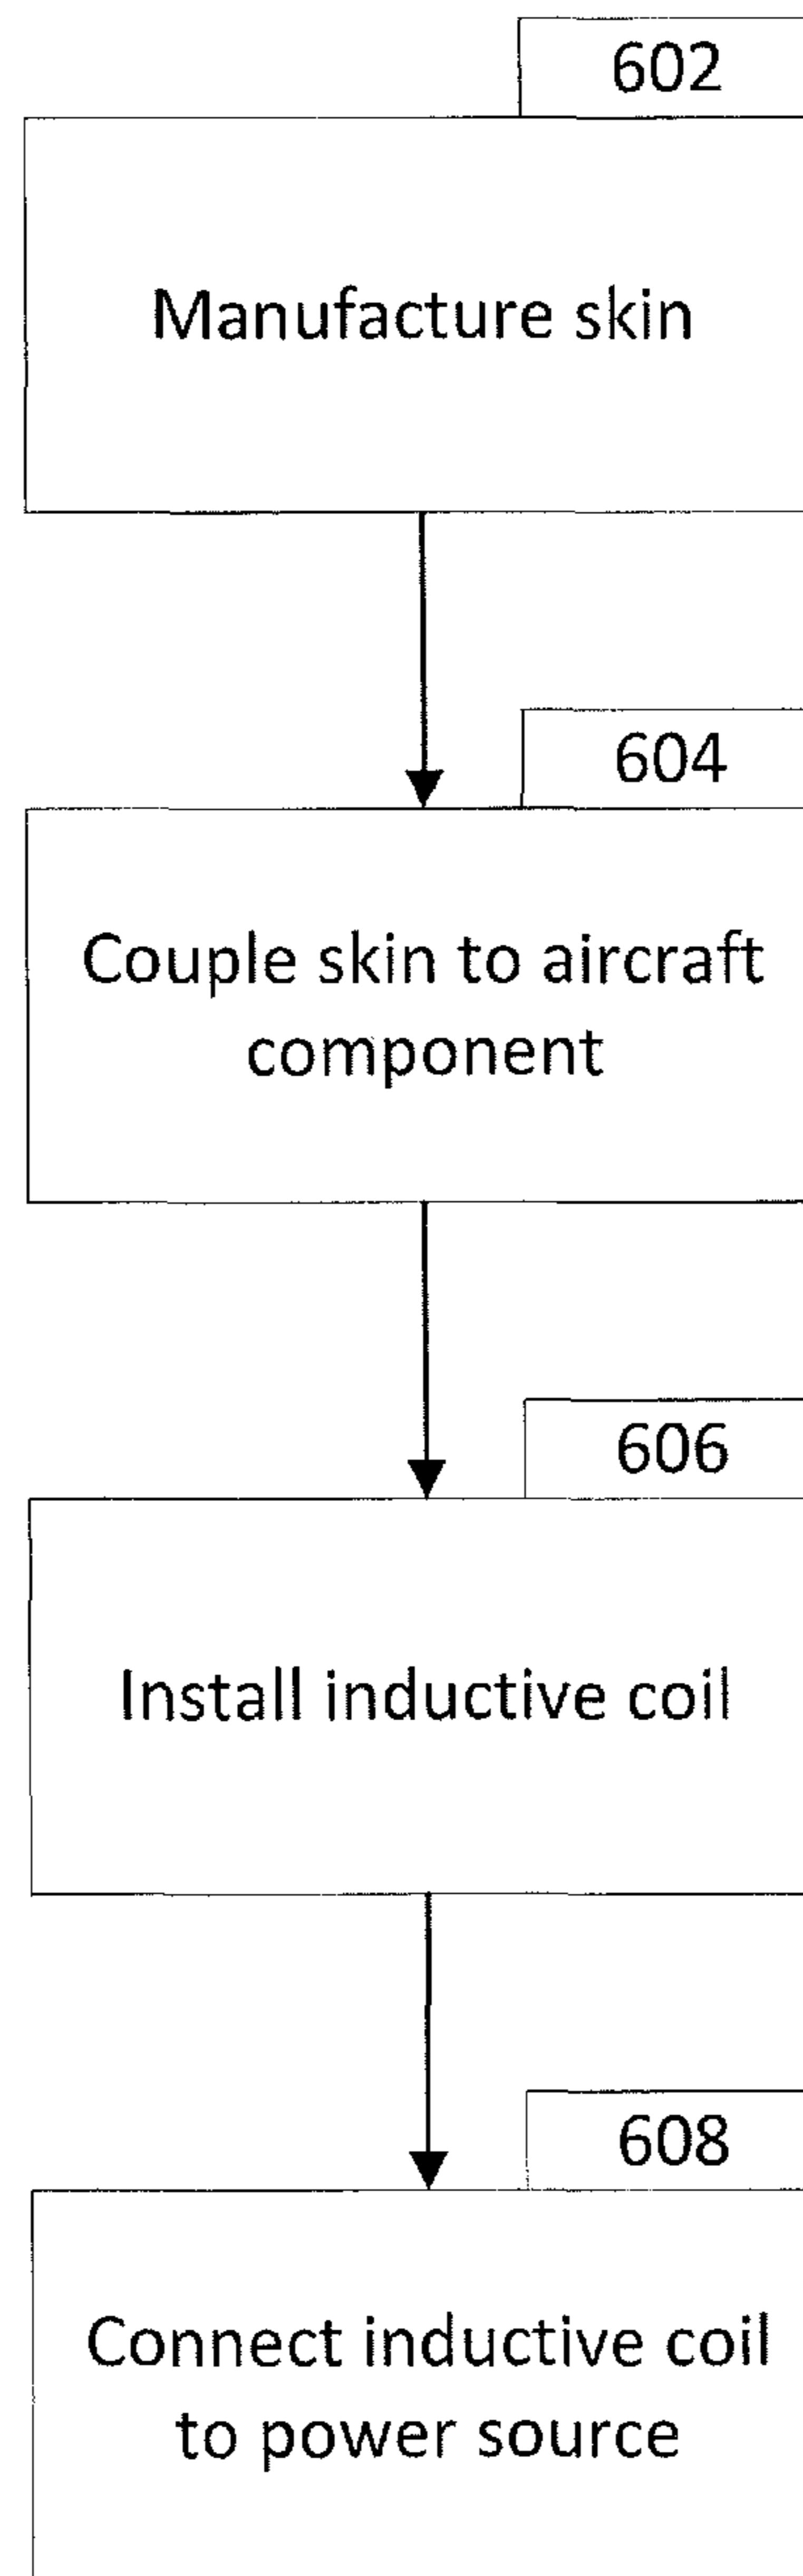 602
Manufacture skin
604
Couple skin to aircraft
component
606
Install inductive coil
608
Connect inductive coil
to power source